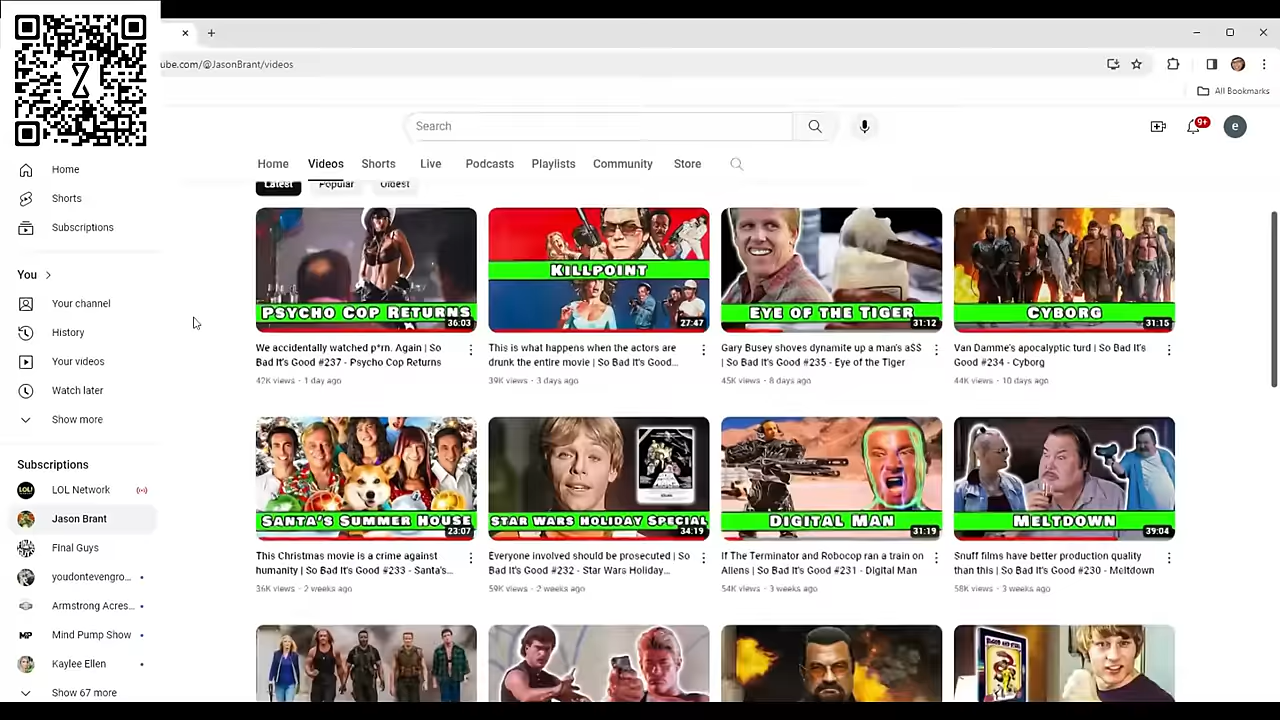 ube.com/@JasonBrant/videos
All Bookmarks
Search
9+
e
Home
Videos
Shorts
Live
Podcasts
Playlists
Community
Store
Latest
Popular
Oldest
Home
Shorts
Subscriptions
You
Your channel
History
Your videos
Watch later
Show more
Subscriptions
LOL Network
Jason Brant
Final Guys
youdontevengro...
Armstrong Acres...
MP
Mind Pump Show
Kaylee Ellen
Show 67 more
PSYCHO COP RETURNS
36:03
We accidentally watched p*rn. Again | So
Bad It's Good #237 - Psycho Cop Returns
42K views · 1 day ago
KILLPOINT
27:47
This is what happens when the actors are
drunk the entire movie | So Bad It's Good...
39K views · 3 days ago
EYE OF THE TIGER
31:12
Gary Busey shoves dynamite up a man's a$$
| So Bad It's Good #235 - Eye of the Tiger
45K views · 8 days ago
CYBORG
31:15
Van Damme's apocalyptic turd | So Bad It's
Good #234 - Cyborg
44K views · 10 days ago
SANTA'S SUMMER HOUSE
23:07
This Christmas movie is a crime against
humanity | So Bad It's Good #233 - Santa's...
36K views · 2 weeks ago
STAR WARS HOLIDAY SPECIAL
34:19
Everyone involved should be prosecuted | So
Bad It's Good #232 - Star Wars Holiday...
59K views · 2 weeks ago
DIGITAL MAN
31:19
If The Terminator and Robocop ran a train on
Aliens | So Bad It's Good #231 - Digital Man
54K views · 3 weeks ago
MELTDOWN
39:04
Snuff films have better production quality
than this | So Bad It's Good #230 - Meltdown
58K views · 3 weeks ago